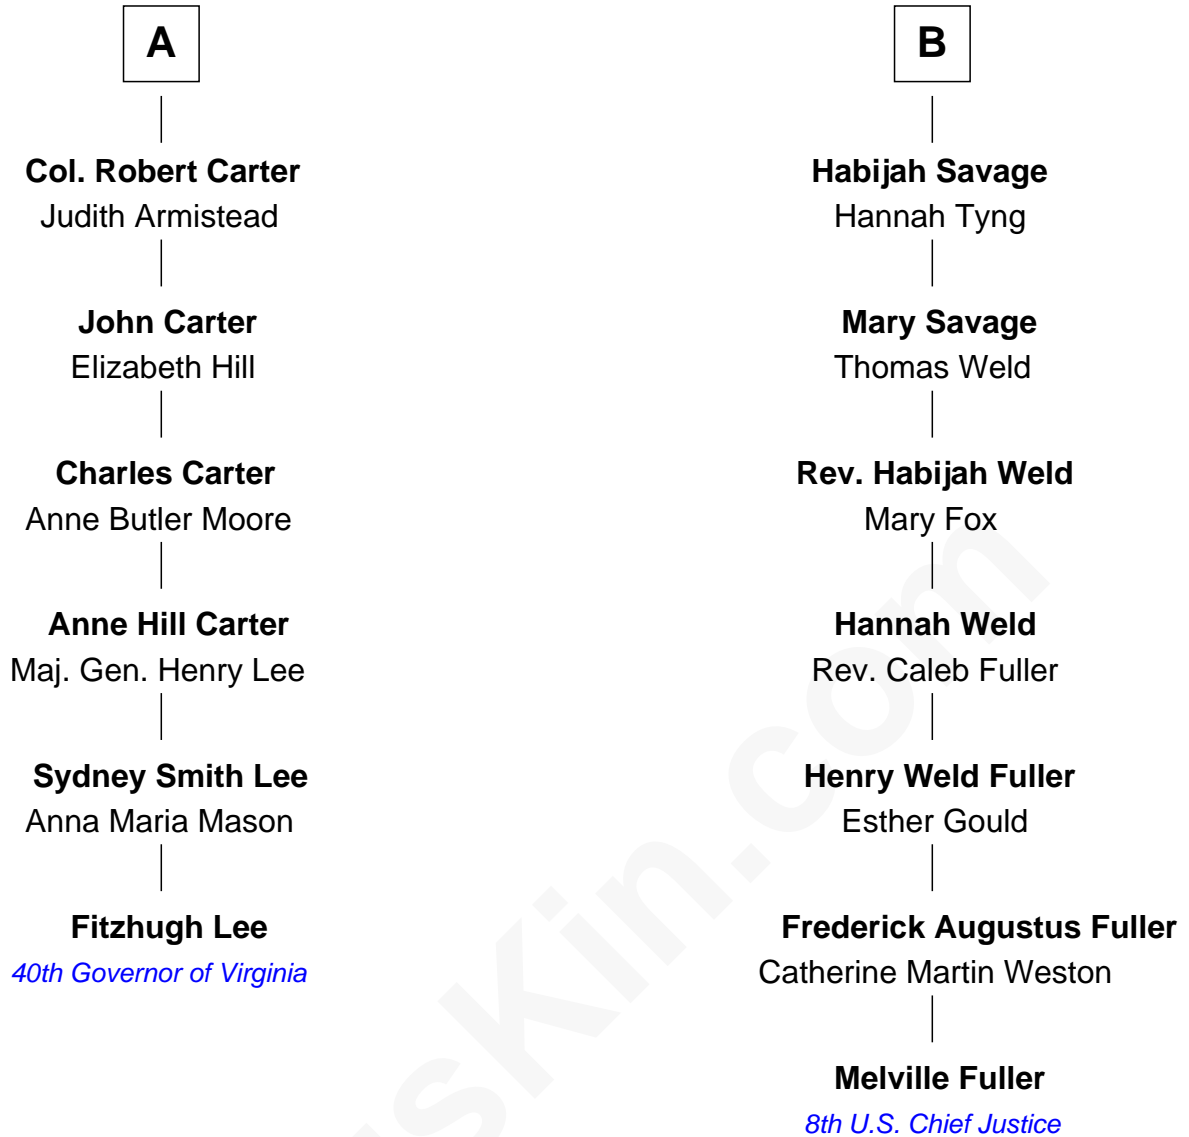 A
Col. Robert Carter
Judith Armistead
John Carter
Elizabeth Hill
Charles Carter
Anne Butler Moore
Anne Hill Carter
Maj. Gen. Henry Lee
Sydney Smith Lee
Anna Maria Mason
Fitzhugh Lee
40th Governor of Virginia
B
Habijah Savage
Hannah Tyng
Mary Savage
Thomas Weld
Rev. Habijah Weld
Mary Fox
Hannah Weld
Rev. Caleb Fuller
Henry Weld Fuller
Esther Gould
Frederick Augustus Fuller
Catherine Martin Weston
Melville Fuller
8th U.S. Chief Justice